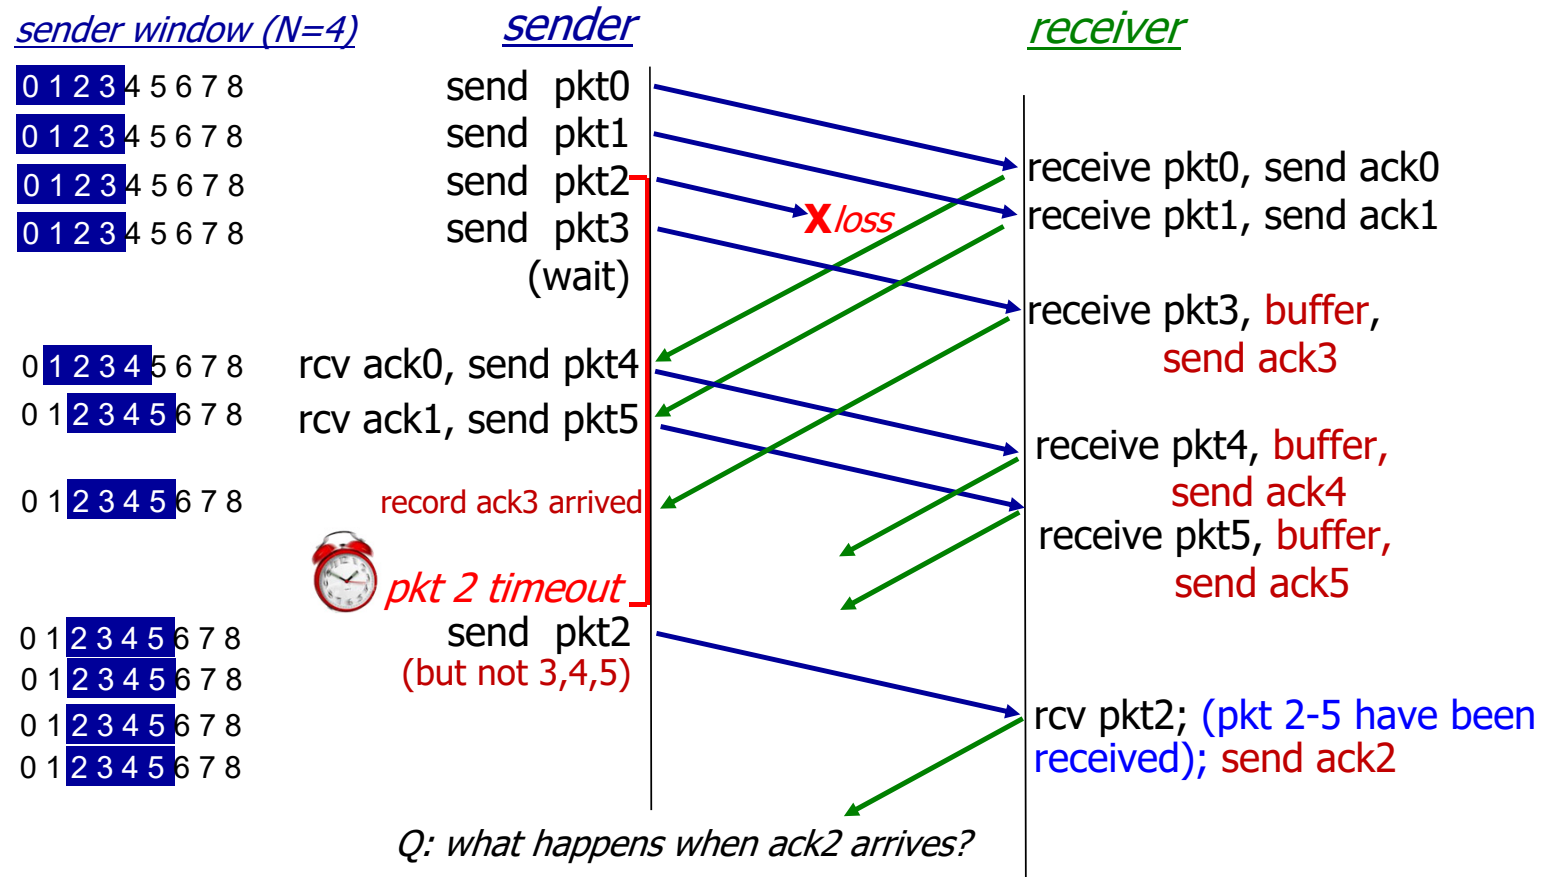 sender window (N=4)
sender
receiver
0 1 2 3 4 5 6 7 8
send pkt0
0 1 2 3 4 5 6 7 8
send pkt1
receive pkt0, send ack0
0 1 2 3 4 5 6 7 8
send pkt2
X loss
receive pkt1, send ack1
0 1 2 3 4 5 6 7 8
send pkt3
(wait)
receive pkt3, buffer,
send ack3
0 1 2 3 4 5 6 7 8
rcv ack0, send pkt4
0 1 2 3 4 5 6 7 8
rcv ack1, send pkt5
receive pkt4, buffer,
send ack4
0 1 2 3 4 5 6 7 8
record ack3 arrived
receive pkt5, buffer,
send ack5
pkt 2 timeout
0 1 2 3 4 5 6 7 8
send pkt2
0 1 2 3 4 5 6 7 8
(but not 3,4,5)
0 1 2 3 4 5 6 7 8
rcv pkt2; (pkt 2-5 have been
received); send ack2
0 1 2 3 4 5 6 7 8
Q: what happens when ack2 arrives?